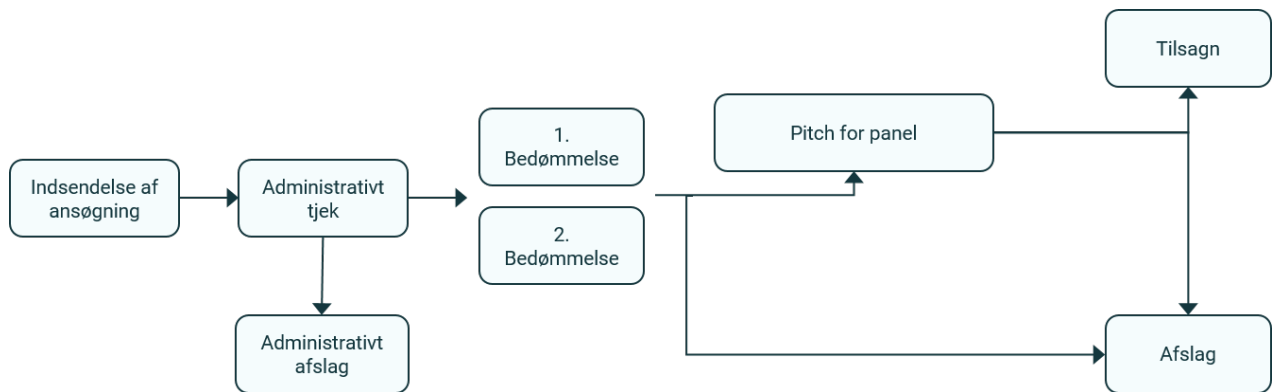 Indsendelse af
ansøgning
Administrativt
tjek
Administrativt
afslag
1.
Bedømmelse
2.
Bedømmelse
Pitch for panel
Tilsagn
Afslag